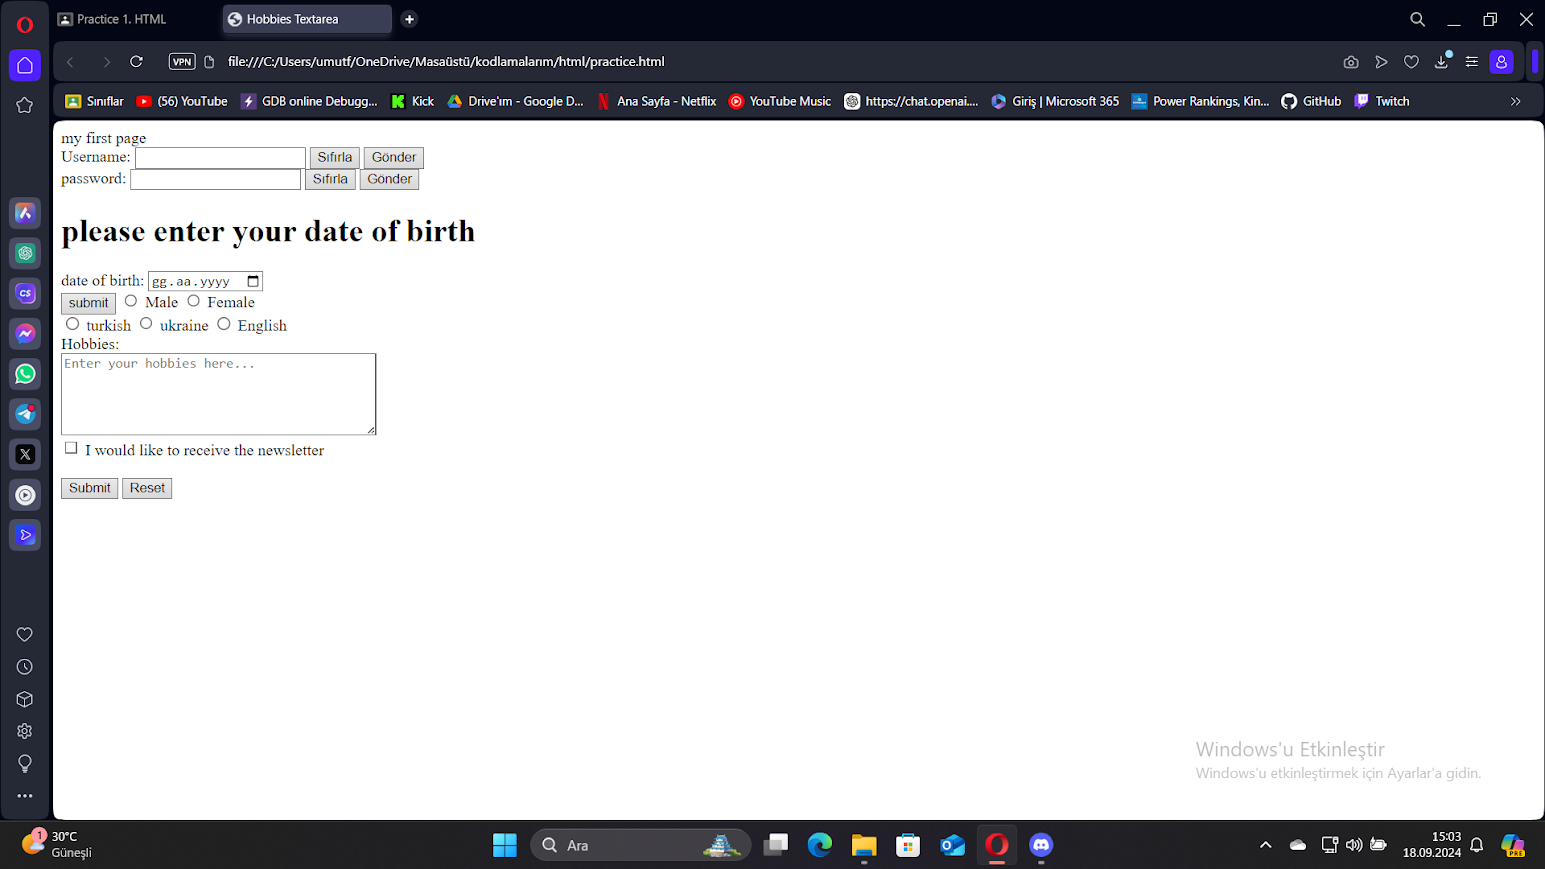 Practice 1. HTML
Hobbies Textarea
VPN
file:///C:/Users/umutf/OneDrive/Masaüstü/kodlamalarım/html/practice.html
Sınıflar
(56) YouTube
GDB online Debugg...
Kick
Drive'ım - Google D...
Ana Sayfa - Netflix
YouTube Music
https://chat.openai....
Giriş | Microsoft 365
Power Rankings, Kin...
GitHub
Twitch
my first page
Username: Sıfırla Gönder
password: Sıfırla Gönder
please enter your date of birth
date of birth: gg.aa.yyyy
submit Male Female
turkish ukraine English
Hobbies:
Enter your hobbies here...
I would like to receive the newsletter
Submit Reset
CS
Windows'u Etkinleştir
Windows'u etkinleştirmek için Ayarlar'a gidin.
1
30°C
Güneşli
Ara
15:03
18.09.2024
PRE